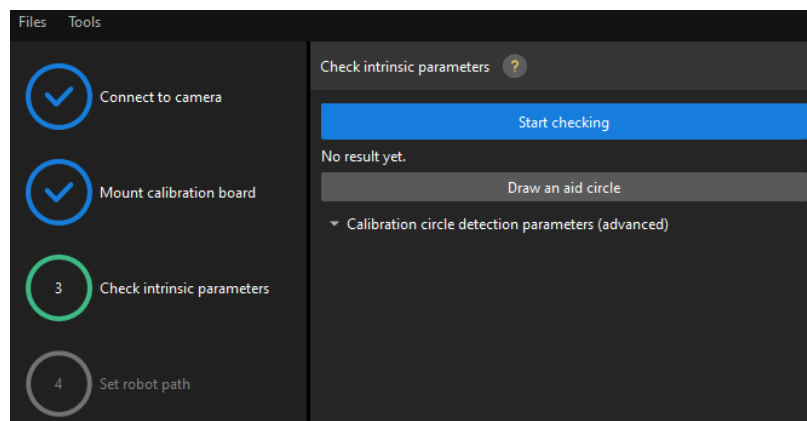 Files Tools
Connect to camera
Mount calibration board
3 Check intrinsic parameters
4 Set robot path
Check intrinsic parameters ?
Start checking
No result yet.
Draw an aid circle
Calibration circle detection parameters (advanced)